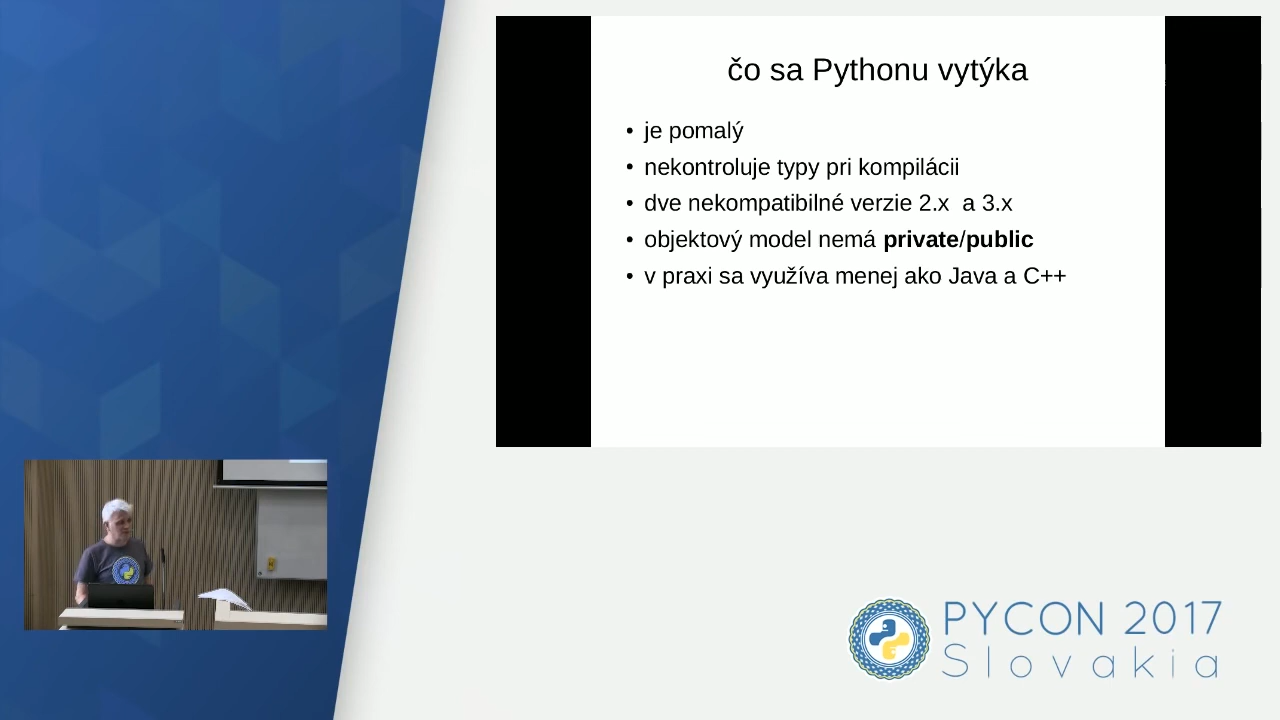 čo sa Pythonu vytýka
• je pomalý
• nekontroluje typy pri kompilácii
• dve nekompatibilné verzie 2.x  a 3.x
• objektový model nemá private/public
• v praxi sa využíva menej ako Java a C++
PYCON 2017
Slovakia